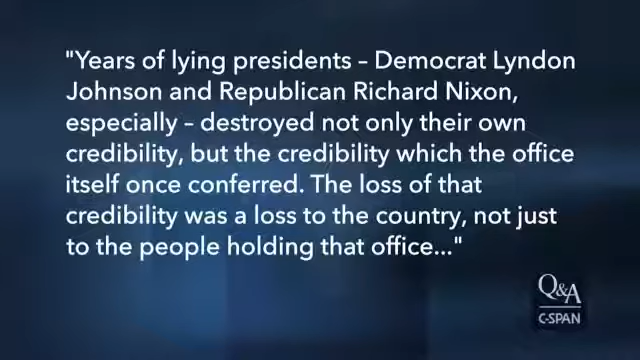 "Years of lying presidents – Democrat Lyndon
Johnson and Republican Richard Nixon,
especially – destroyed not only their own
credibility, but the credibility which the office
itself once conferred. The loss of that
credibility was a loss to the country, not just
to the people holding that office..."
Q&A
C-SPAN